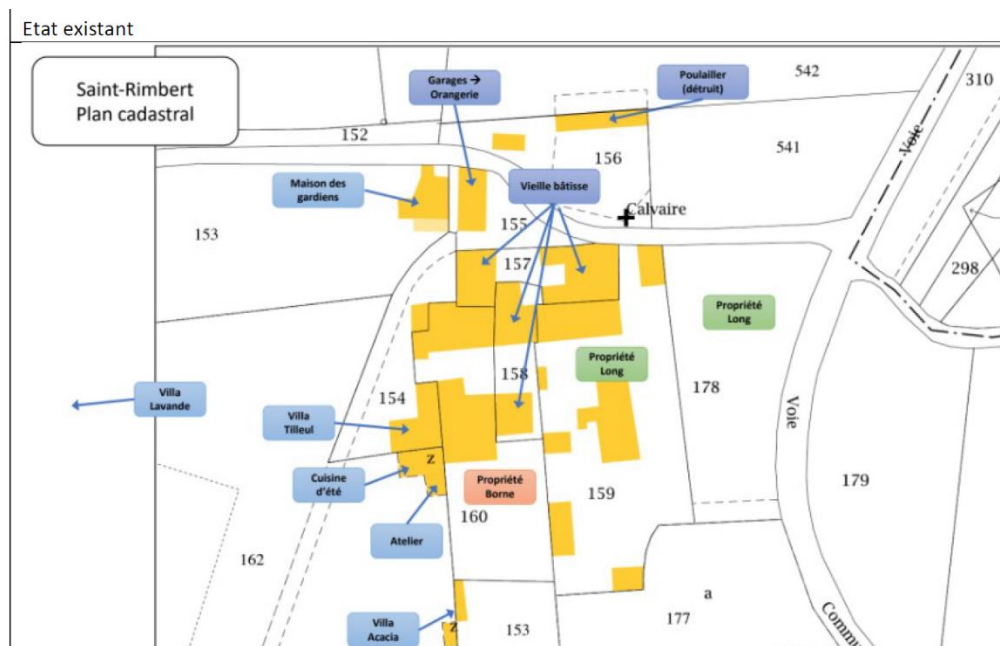 Etat existant
Saint-Rimbert
Plan cadastral
Garages →
Orangerie
Poulailler
(détruit)
542
310
152
156
541
Voie
Maison des
gardiens
Vieille bâtisse
Calvaire
153
155
157
298
Propriété
Long
Propriété
Long
158
178
Villa
Lavande
154
Villa
Tilleul
Voie
z
Cuisine
d'été
Propriété
Borne
159
179
160
Atelier
162
a
177
Villa
Acacia
z
153
Commu